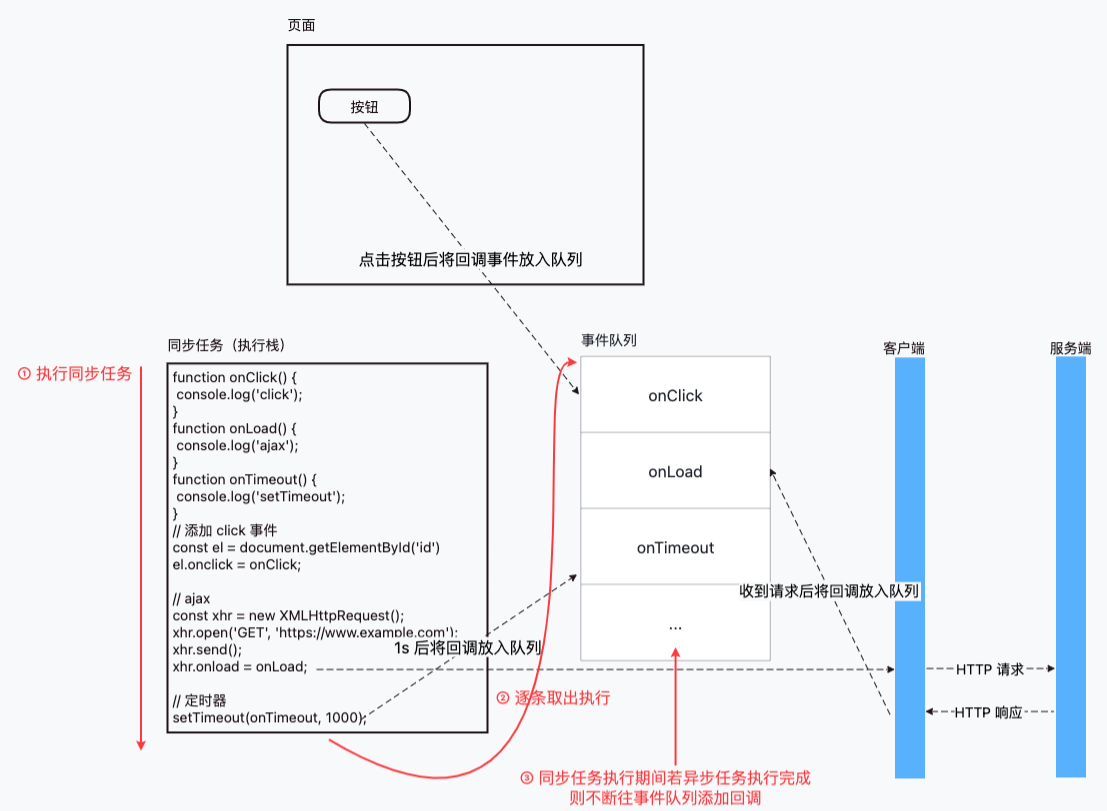 页面
按钮
点击按钮后将回调事件放入队列
同步任务（执行栈）
① 执行同步任务
function onClick() {
console.log('click');
}
function onLoad() {
console.log('ajax');
}
function onTimeout() {
console.log('setTimeout');
}
// 添加 click 事件
const el = document.getElementById('id')
el.onclick = onClick;
// ajax
const xhr = new XMLHttpRequest();
xhr.open('GET', 'https://www.example.com');
xhr.send();
xhr.onload = onLoad;
// 定时器
setTimeout(onTimeout, 1000);
1s 后将回调放入队列
事件队列
onClick
onLoad
onTimeout
...
② 逐条取出执行
③ 同步任务执行期间若异步任务执行完成
则不断往事件队列添加回调
客户端
服务端
收到请求后将回调放入队列
HTTP 请求
HTTP 响应